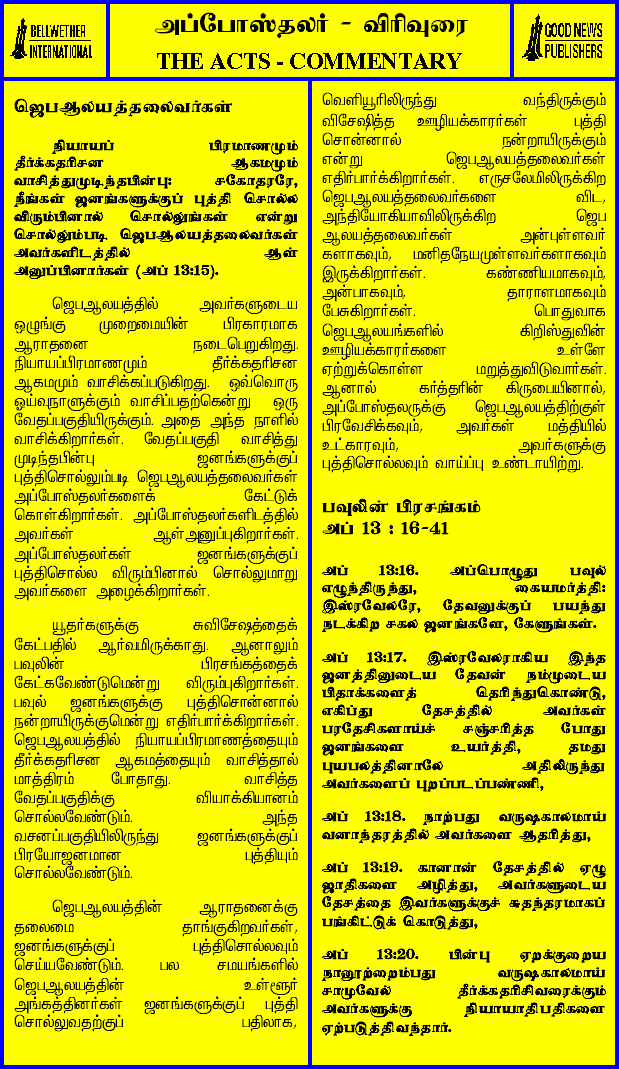 BELLWETHER
INTERNATIONAL
அப்போஸ்தலர் - விரிவுரை
THE ACTS - COMMENTARY
GOOD NEWS
PUBLISHERS
ஜெபஆலயத்தலைவர்கள்
நியாயப் பிரமாணமும்
தீர்க்கதரிசன ஆகமமும்
வாசித்துமுடிந்தபின்பு: சகோதரரே,
நீங்கள் ஜனங்களுக்குப் புத்தி சொல்ல
விரும்பினால் சொல்லுங்கள் என்று
சொல்லும்படி ஜெபஆலயத்தலைவர்கள்
அவர்களிடத்தில் ஆள்
அனுப்பினார்கள் (அப் 13:15).
ஜெபஆலயத்தில் அவர்களுடைய
ஒழுங்கு முறைமையின் பிரகாரமாக
ஆராதனை நடைபெறுகிறது.
நியாயப்பிரமாணமும் தீர்க்கதரிசன
ஆகமமும் வாசிக்கப்படுகிறது. ஒவ்வொரு
ஓய்வுநாளுக்கும் வாசிப்பதற்கென்று ஒரு
வேதப்பகுதியிருக்கும். அதை அந்த நாளில்
வாசிக்கிறார்கள். வேதப்பகுதி வாசித்து
முடிந்தபின்பு ஜனங்களுக்குப்
புத்திசொல்லும்படி ஜெபஆலயத்தலைவர்கள்
அப்போஸ்தலர்களைக் கேட்டுக்
கொள்கிறார்கள். அப்போஸ்தலர்களிடத்தில்
அவர்கள் ஆள்அனுப்புகிறார்கள்.
அப்போஸ்தலர்கள் ஜனங்களுக்குப்
புத்திசொல்ல விரும்பினால் சொல்லுமாறு
அவர்களை அழைக்கிறார்கள்.
யூதர்களுக்கு சுவிசேஷத்தைக்
கேட்பதில் ஆர்வமிருக்காது. ஆனாலும்
பவுலின் பிரசங்கத்தைக்
கேட்கவேண்டுமென்று விரும்புகிறார்கள்.
பவுல் ஜனங்களுக்கு புத்திசொன்னால்
நன்றாயிருக்குமென்று எதிர்பார்க்கிறார்கள்.
ஜெபஆலயத்தில் நியாயப்பிரமாணத்தையும்
தீர்க்கதரிசன ஆகமத்தையும் வாசித்தால்
மாத்திரம் போதாது. வாசித்த
வேதப்பகுதிக்கு வியாக்கியானம்
சொல்லவேண்டும். அந்த
வசனப்பகுதியிலிருந்து ஜனங்களுக்குப்
பிரயோஜனமான புத்தியும்
சொல்லவேண்டும்.
ஜெபஆலயத்தின் ஆராதனைக்கு
தலைமை தாங்குகிறவர்கள்,
ஜனங்களுக்குப் புத்திசொல்லவும்
செய்யவேண்டும். பல சமயங்களில்
ஜெபஆலயத்தின் உள்ளூர்
அங்கத்தினர்கள் ஜனங்களுக்குப் புத்தி
சொல்லுவதற்குப் பதிலாக,
வெளியூரிலிருந்து வந்திருக்கும்
விசேஷித்த ஊழியக்காரர்கள் புத்தி
சொன்னால் நன்றாயிருக்கும்
என்று ஜெபஆலயத்தலைவர்கள்
எதிர்பார்க்கிறார்கள். எருசலேமிலிருக்கிற
ஜெபஆலயத்தலைவர்களை விட,
அந்தியோகியாவிலிருக்கிற ஜெப
ஆலயத்தலைவர்கள் அன்புள்ளவர்
களாகவும், மனிதநேயமுள்ளவர்களாகவும்
இருக்கிறார்கள். கண்ணியமாகவும்,
அன்பாகவும், தாராளமாகவும்
பேசுகிறார்கள். பொதுவாக
ஜெபஆலயங்களில் கிறிஸ்துவின்
ஊழியக்காரர்களை உள்ளே
ஏற்றுக்கொள்ள மறுத்துவிடுவார்கள்.
ஆனால் கர்த்தரின் கிருபையினால்,
அப்போஸ்தலருக்கு ஜெபஆலயத்திற்குள்
பிரவேசிக்கவும், அவர்கள் மத்தியில்
உட்காரவும், அவர்களுக்கு
புத்திசொல்லவும் வாய்ப்பு உண்டாயிற்று.
பவுலின் பிரசங்கம்
அப் 13 : 16-41
அப் 13:16. அப்பொழுது பவுல்
எழுந்திருந்து, கையமர்த்தி:
இஸ்ரவேலரே, தேவனுக்குப் பயந்து
நடக்கிற சகல ஜனங்களே, கேளுங்கள்.
அப் 13:17. இஸ்ரவேலராகிய இந்த
ஜனத்தினுடைய தேவன் நம்முடைய
பிதாக்களைத் தெரிந்துகொண்டு,
எகிப்து தேசத்தில் அவர்கள்
பரதேசிகளாய்ச் சஞ்சரித்த போது
ஜனங்களை உயர்த்தி, தமது
புயபலத்தினாலே அதிலிருந்து
அவர்களைப் புறப்படப்பண்ணி,
அப் 13:18. நாற்பது வருஷகாலமாய்
வனாந்தரத்தில் அவர்களை ஆதரித்து,
அப் 13:19. கானான் தேசத்தில் ஏழு
ஜாதிகளை அழித்து, அவர்களுடைய
தேசத்தை இவர்களுக்குச் சுதந்தரமாகப்
பங்கிட்டுக் கொடுத்து,
அப் 13:20. பின்பு ஏறக்குறைய
நானூற்றைம்பது வருஷகாலமாய்
சாமுவேல் தீர்க்கதரிசிவரைக்கும்
அவர்களுக்கு நியாயாதிபதிகளை
ஏற்படுத்திவந்தார்.